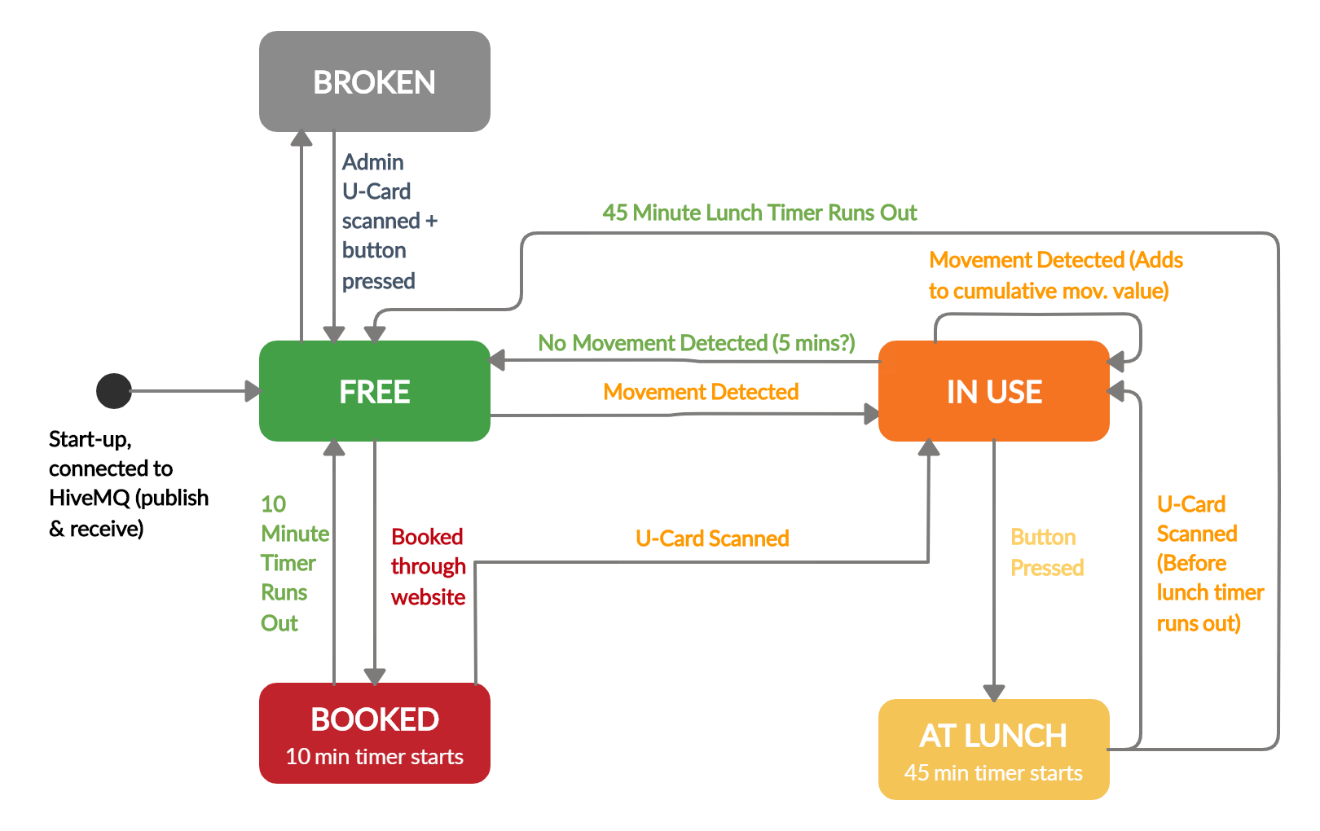 BROKEN
Admin
U-Card
scanned +
button
pressed
45 Minute Lunch Timer Runs Out
Movement Detected (Adds
to cumulative mov. value)
No Movement Detected (5 mins?)
FREE
Movement Detected
IN USE
Start-up,
connected to
HiveMQ (publish
& receive)
10
Minute
Timer
Runs
Out
Booked
through
website
U-Card Scanned
Button
Pressed
U-Card
Scanned
(Before
lunch timer
runs out)
BOOKED
10 min timer starts
AT LUNCH
45 min timer starts